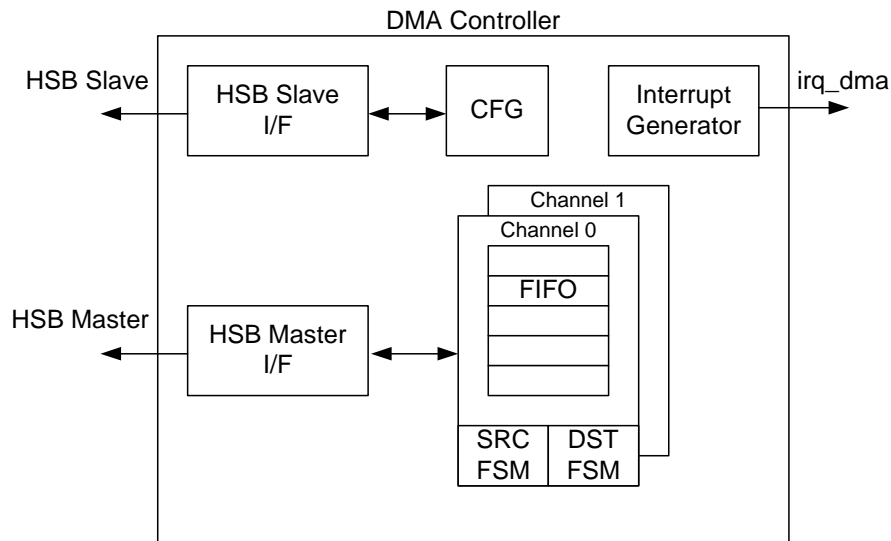 DMA Controller
HSB Slave
HSB Slave
I/F
CFG
Interrupt
Generator
irq_dma
Channel 1
Channel 0
FIFO
HSB Master
HSB Master
I/F
SRC
FSM
DST
FSM